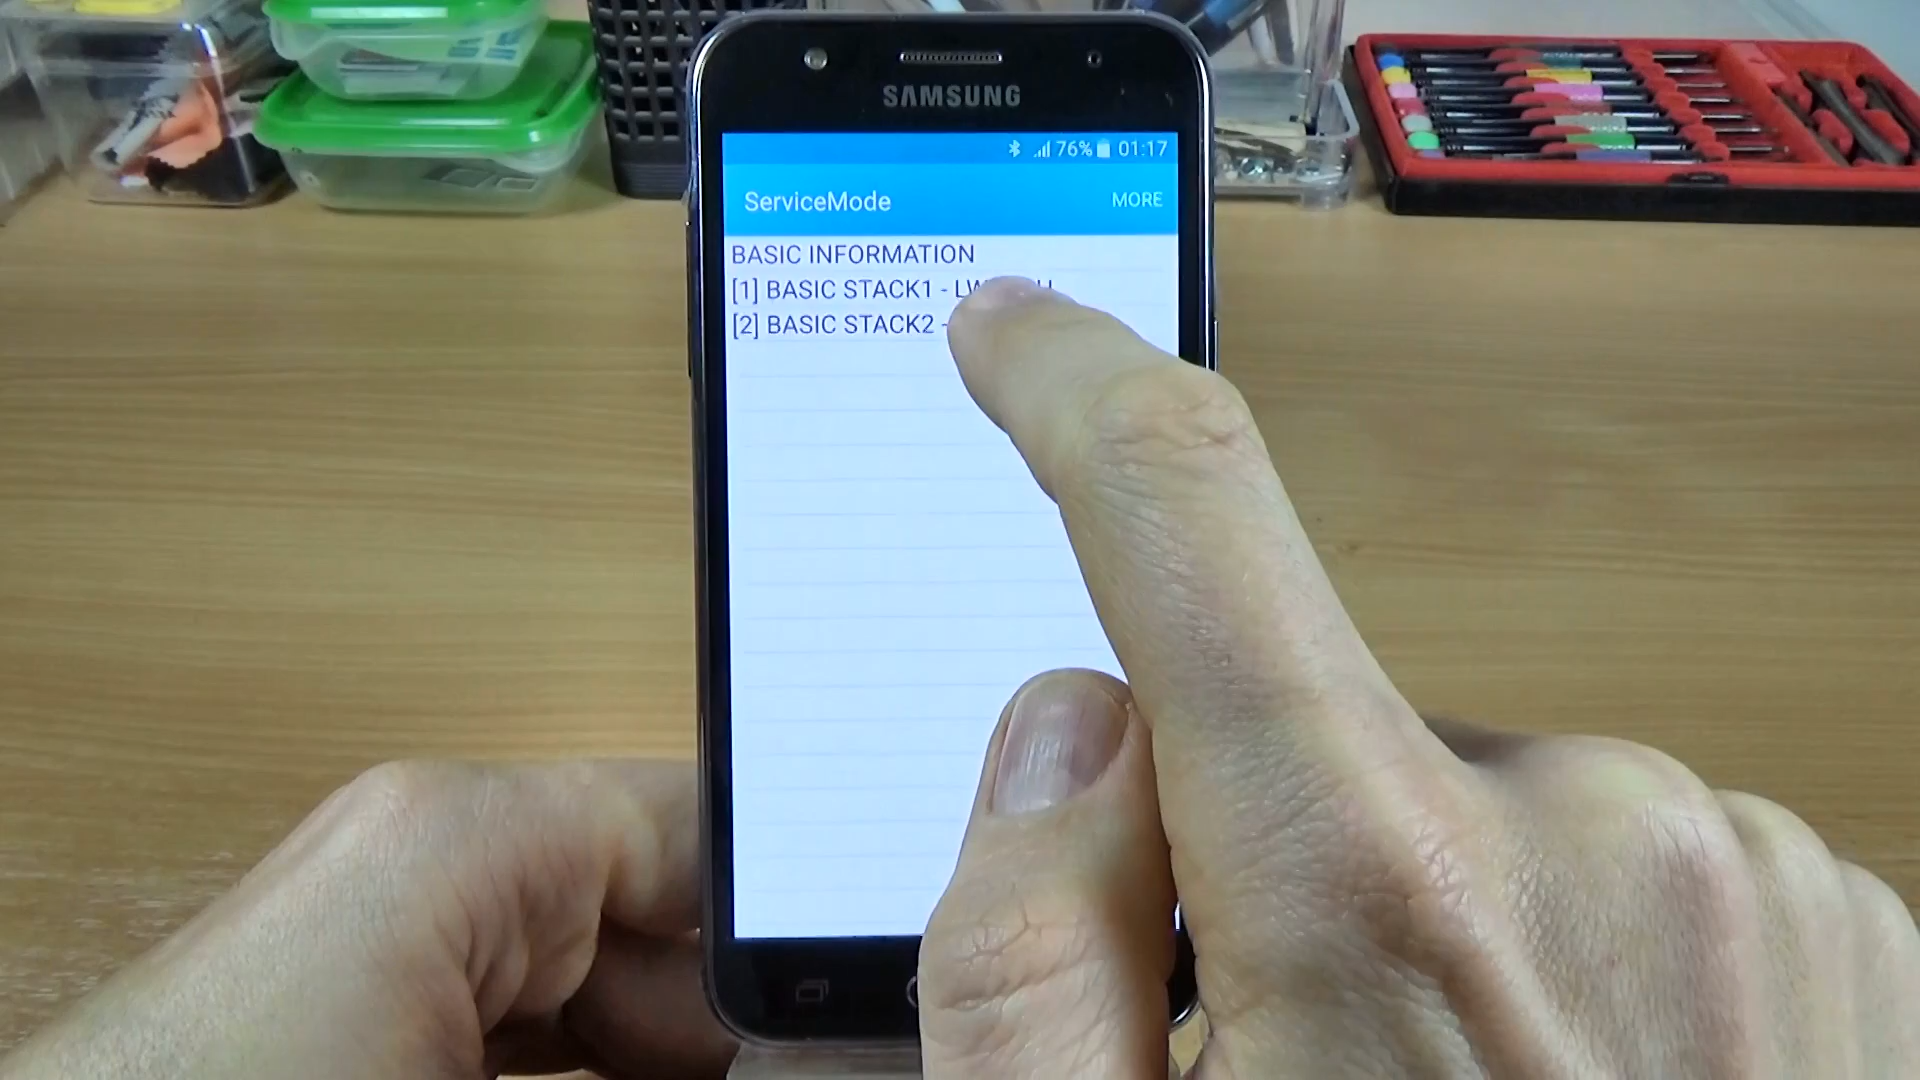 SAMSUNG
76% 01:17
ServiceMode MORE
BASIC INFORMATION
[1] BASIC STACK1 -
[2] BASIC STACK2 -